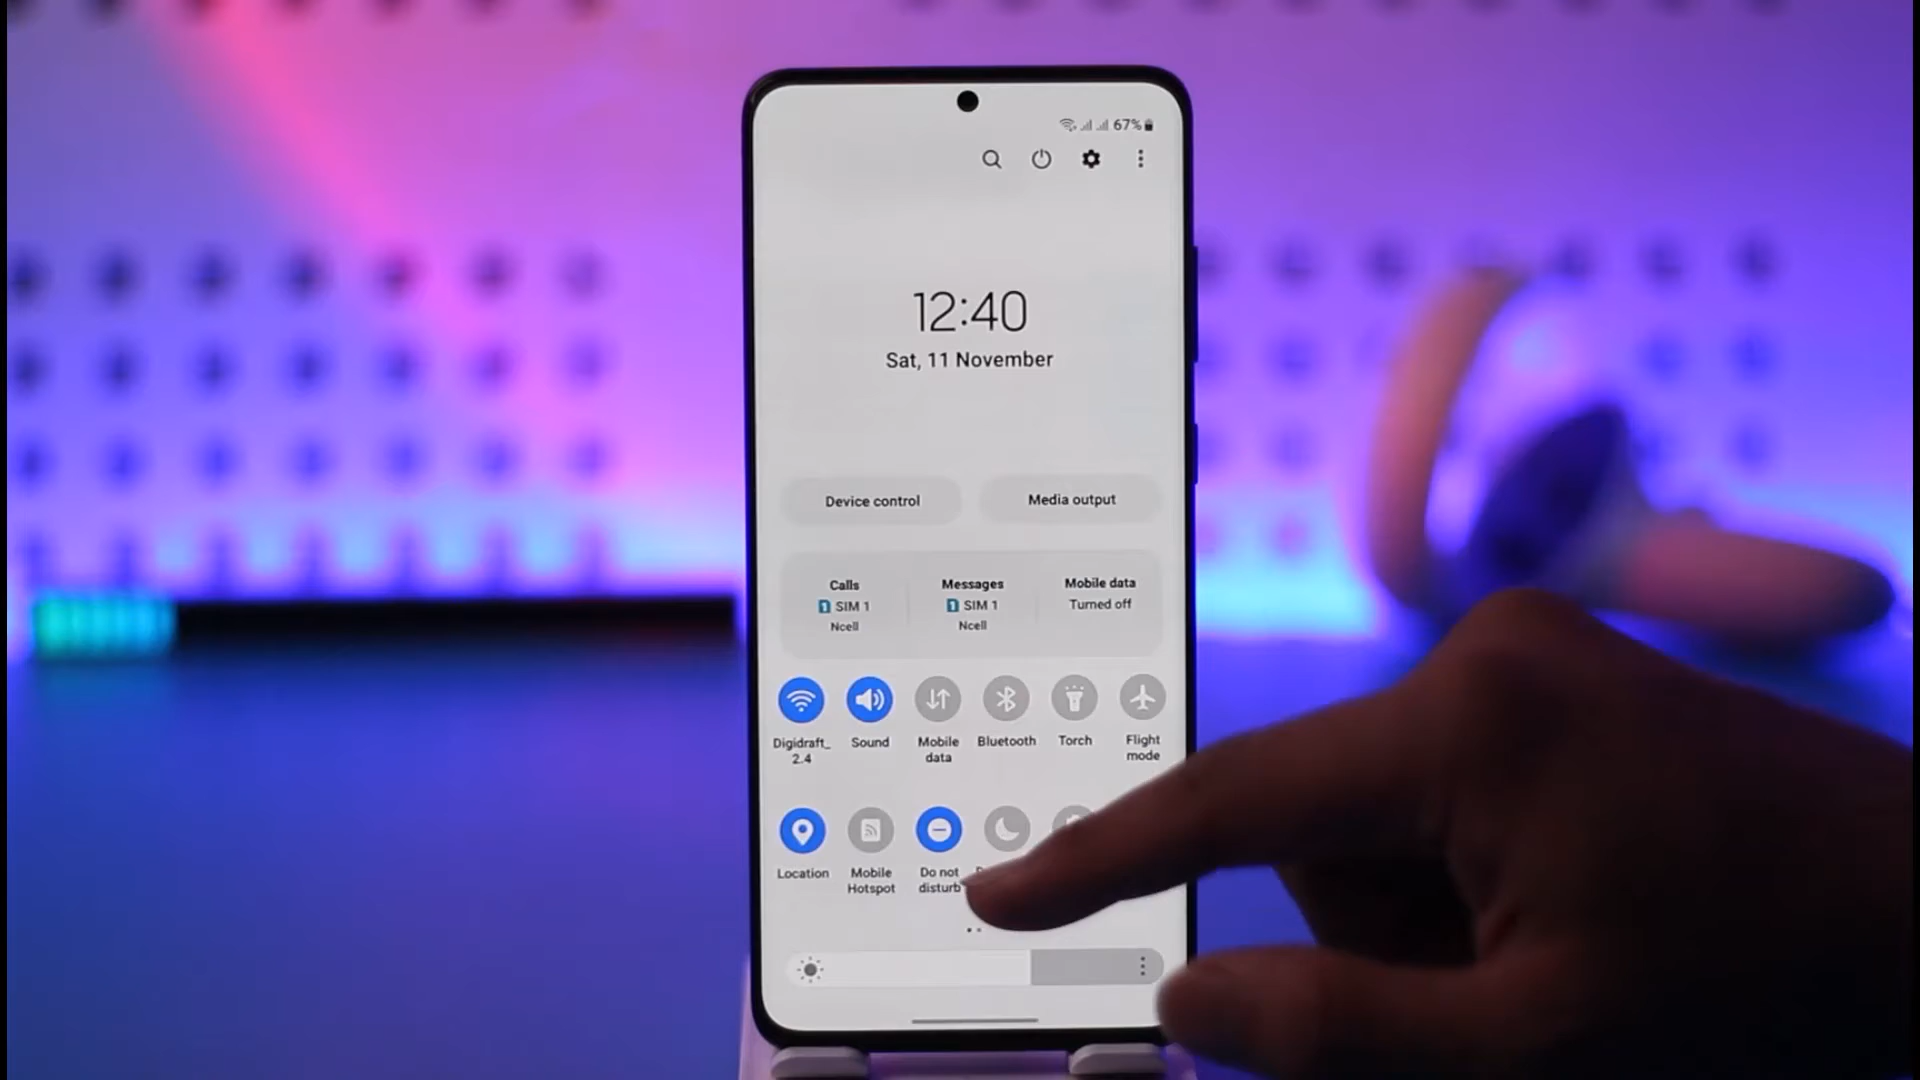 67%
12:40
Sat, 11 November
Device control
Media output
Calls
1 SIM 1
Ncell
Messages
1 SIM 1
Ncell
Mobile data
Turned off
Digidraft_
2.4
Sound
Mobile
data
Bluetooth
Torch
Flight
mode
Location
Mobile
Hotspot
Do not
disturb